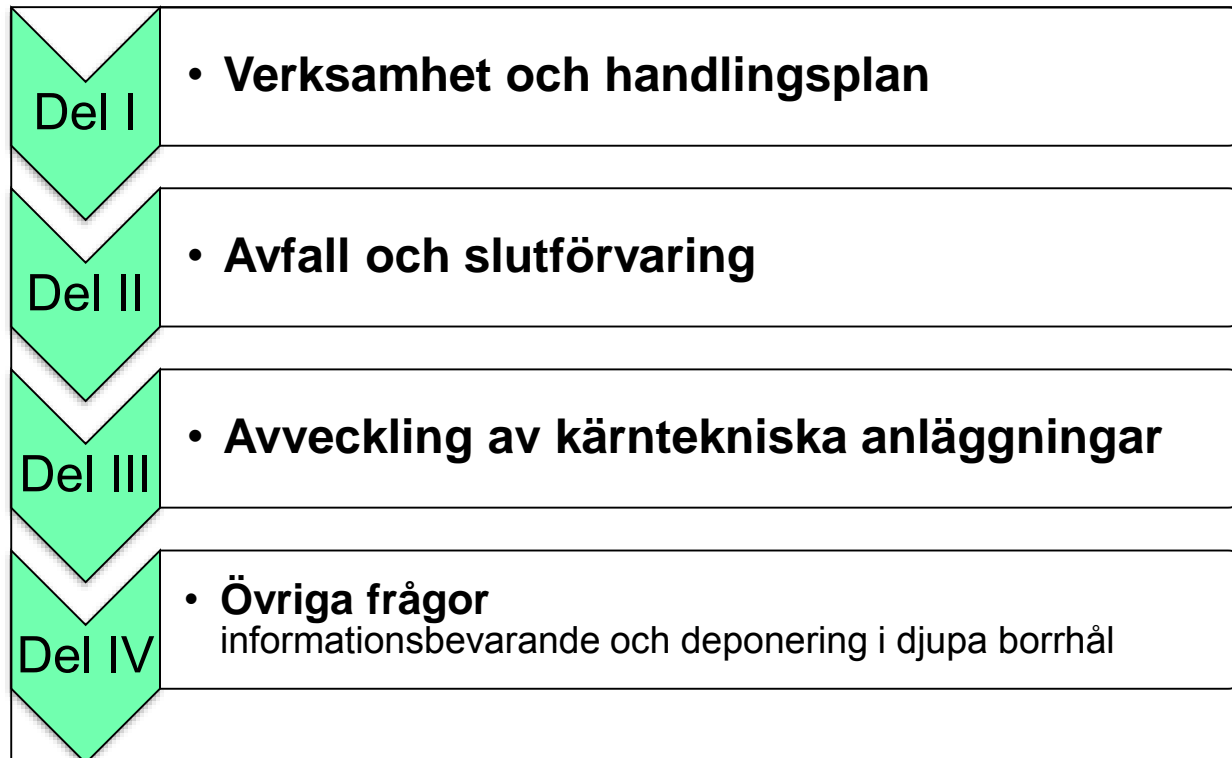 Del I
• Verksamhet och handlingsplan
Del II
• Avfall och slutförvaring
Del III
• Avveckling av kärntekniska anläggningar
Del IV
• Övriga frågor
informationsbevarande och deponering i djupa borrhål